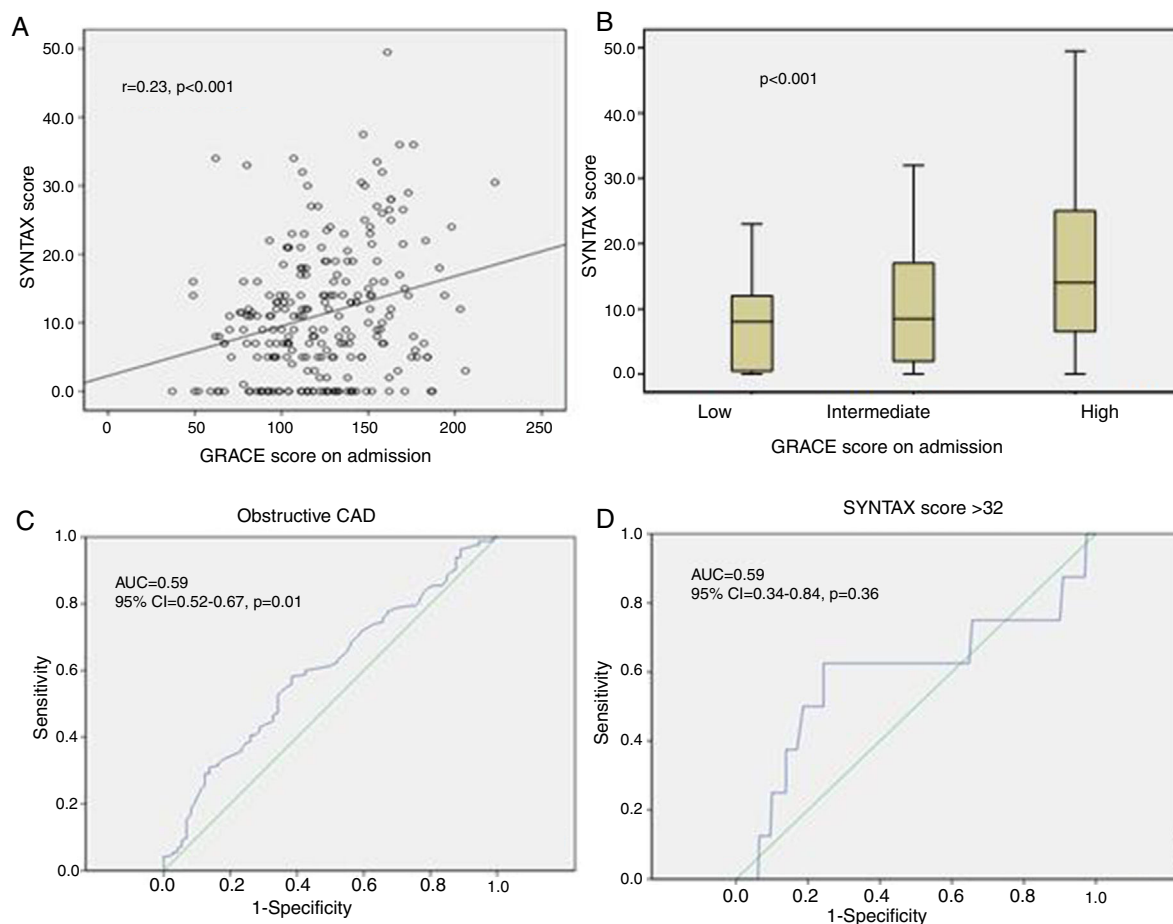 A
50.0
40.0
30.0
20.0
10.0
0.0
SYNTAX score
r=0.23, p<0.001
0 50 100 150 200 250
GRACE score on admission
B
50.0
40.0
30.0
20.0
10.0
0.0
SYNTAX score
p<0.001
Low Intermediate High
GRACE score on admission
C
Obstructive CAD
1.0
0.8
0.6
0.4
0.2
0.0
Sensitivity
AUC=0.59
95% CI=0.52-0.67, p=0.01
0.0 0.2 0.4 0.6 0.8 1.0
1-Specificity
D
SYNTAX score >32
1.0
0.8
0.6
0.4
0.2
0.0
Sensitivity
AUC=0.59
95% CI=0.34-0.84, p=0.36
0.0 0.2 0.4 0.6 0.8 1.0
1-Specificity